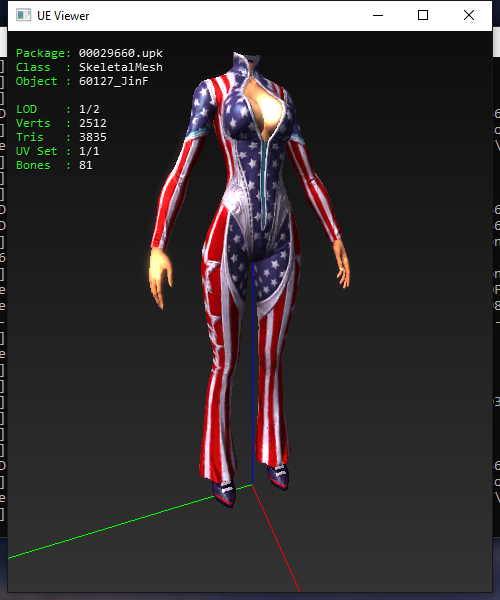 UE Viewer
Package: 00029660.upk
Class : SkeletalMesh
Object : 60127_JinF
LOD : 1/2
Verts : 2512
Tris : 3835
UV Set : 1/1
Bones : 81